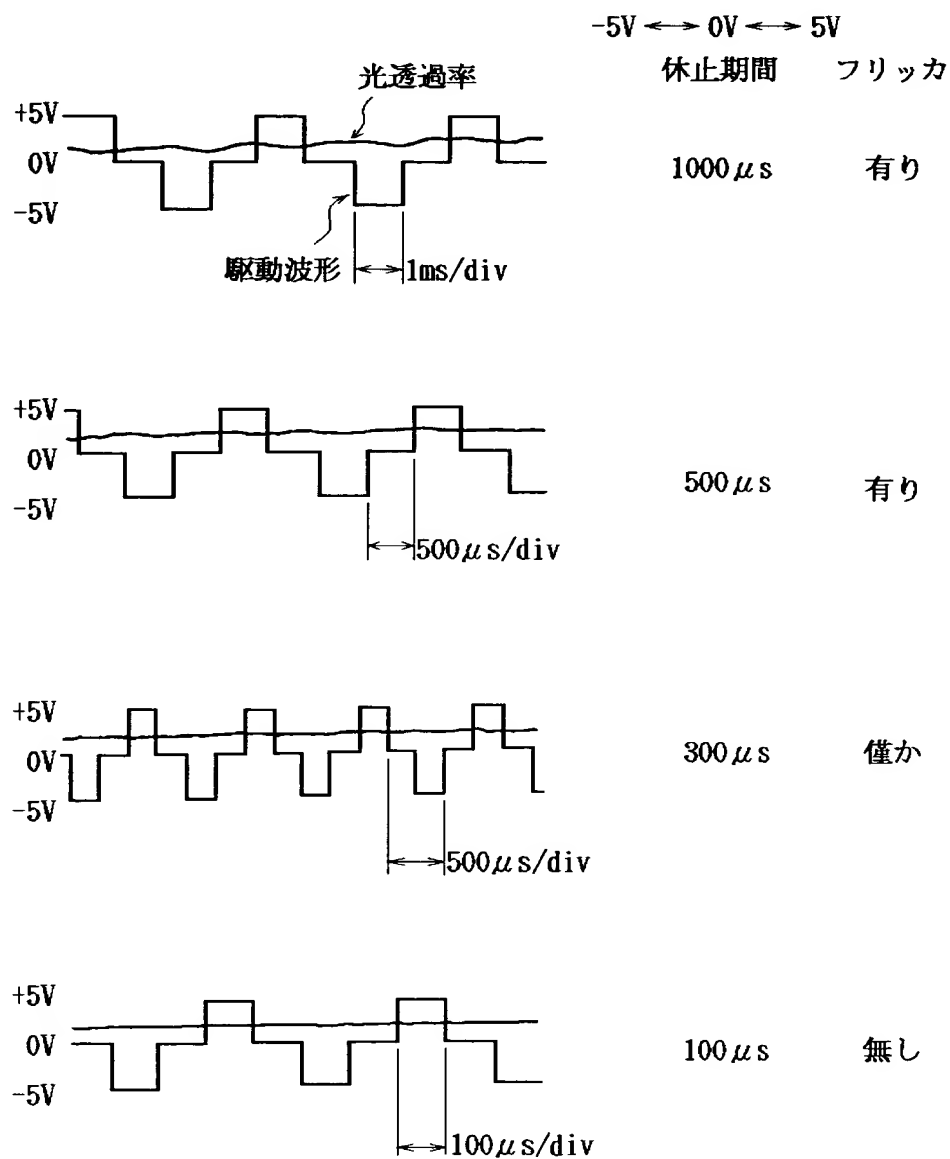 -5V ←→ 0V ←→ 5V
休止期間 フリッカ
光透過率
+5V
0V
-5V
1000μs 有り
駆動波形
1ms/div
+5V
0V
-5V
500μs 有り
500μs/div
+5V
0V
-5V
300μs 僅か
500μs/div
+5V
0V
-5V
100μs 無し
100μs/div